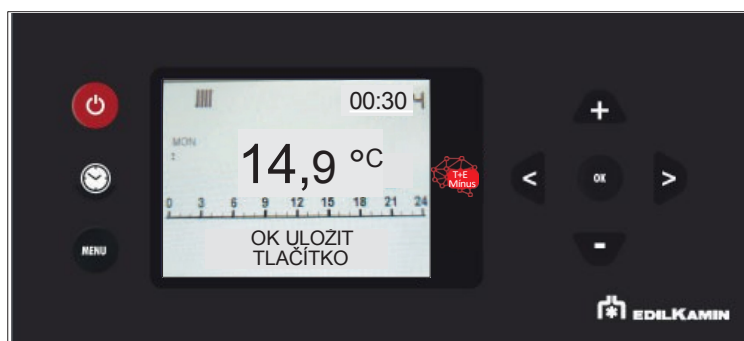 00:30 H
MON
:
14,9 °C
0 3 6 9 12 15 18 21 24
OK ULOŽIT
TLAČÍTKO
T+E
Mínus
+
< OK >
-
MENU
EDILKAMIN